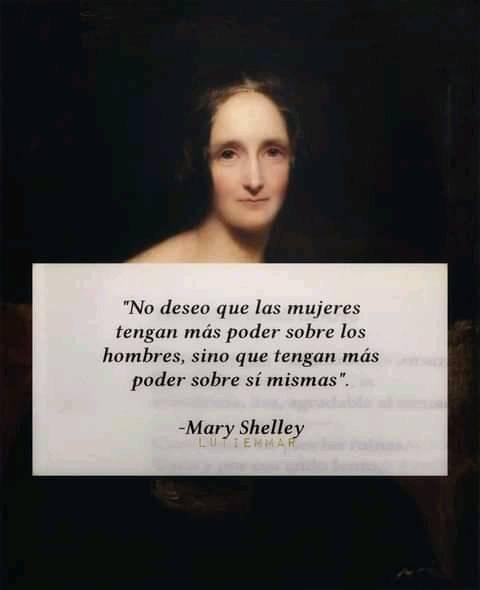 "No deseo que las mujeres
tengan más poder sobre los
hombres, sino que tengan más
poder sobre sí mismas".
-Mary Shelley
LUTTEMMAR